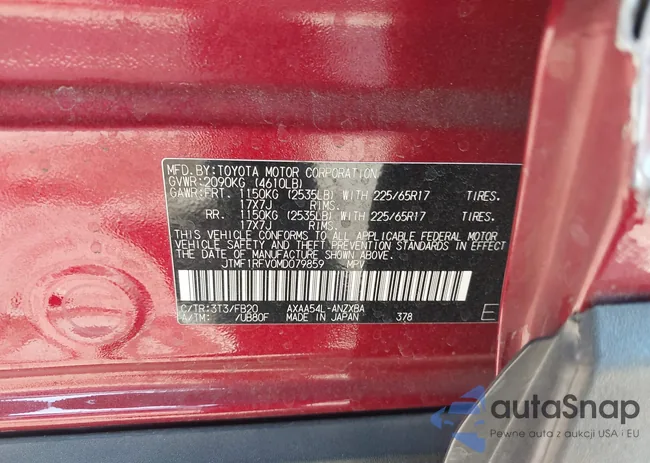 MFD. BY: TOYOTA MOTOR CORPORATION
GVWR: 2090KG (4610LB)
GAWR: FRT. 1150KG (2535LB) WITH 225/65R17 TIRES.
17X7J RIMS.
RR. 1150KG (2535LB) WITH 225/65R17 TIRES.
17X7J RIMS.
THIS VEHICLE CONFORMS TO ALL APPLICABLE FEDERAL MOTOR
VEHICLE SAFETY AND THEFT PREVENTION STANDARDS IN EFFECT ON
THE DATE OF MANUFACTURE SHOWN ABOVE.
JTMF1RFV0MD079859 MPV
C/TR: 3T3/FB20 AXAA54L-ANZXBA
A/TM: /UB80F MADE IN JAPAN 378 E
autaSnap
Pewne auta z aukcji USA i EU